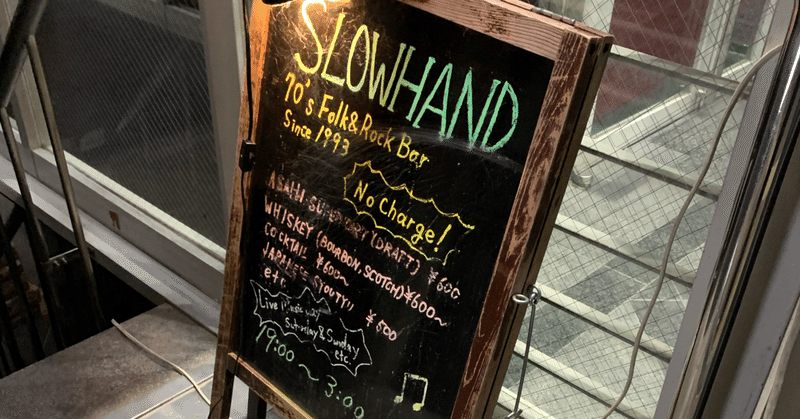 SLOWHAND
70's Folk&Rock Bar
Since 1993
No Charge!
ASAHI SUPER DRY (DRAFT) ¥600
WHISKEY (BOURBON, SCOTCH) ¥600~
COCKTAIL ¥600~
JAPANESE "SYOTYU" ¥500
etc.
Live Music
Saturday & Sunday
etc.
19:00~3:00